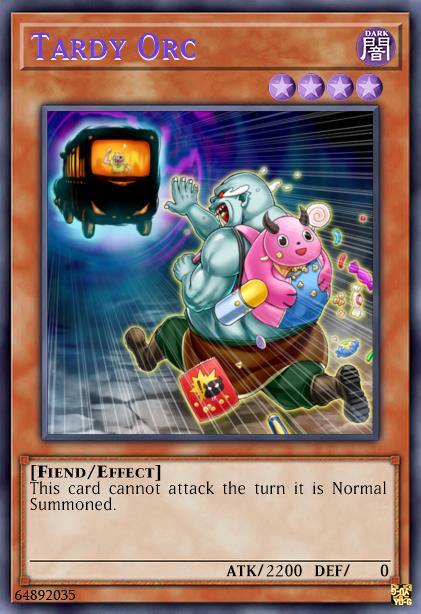 Tardy Orc
DARK
闇
[Fiend/Effect]
This card cannot attack the turn it is Normal
Summoned.
ATK/2200 DEF/ 0
64892035